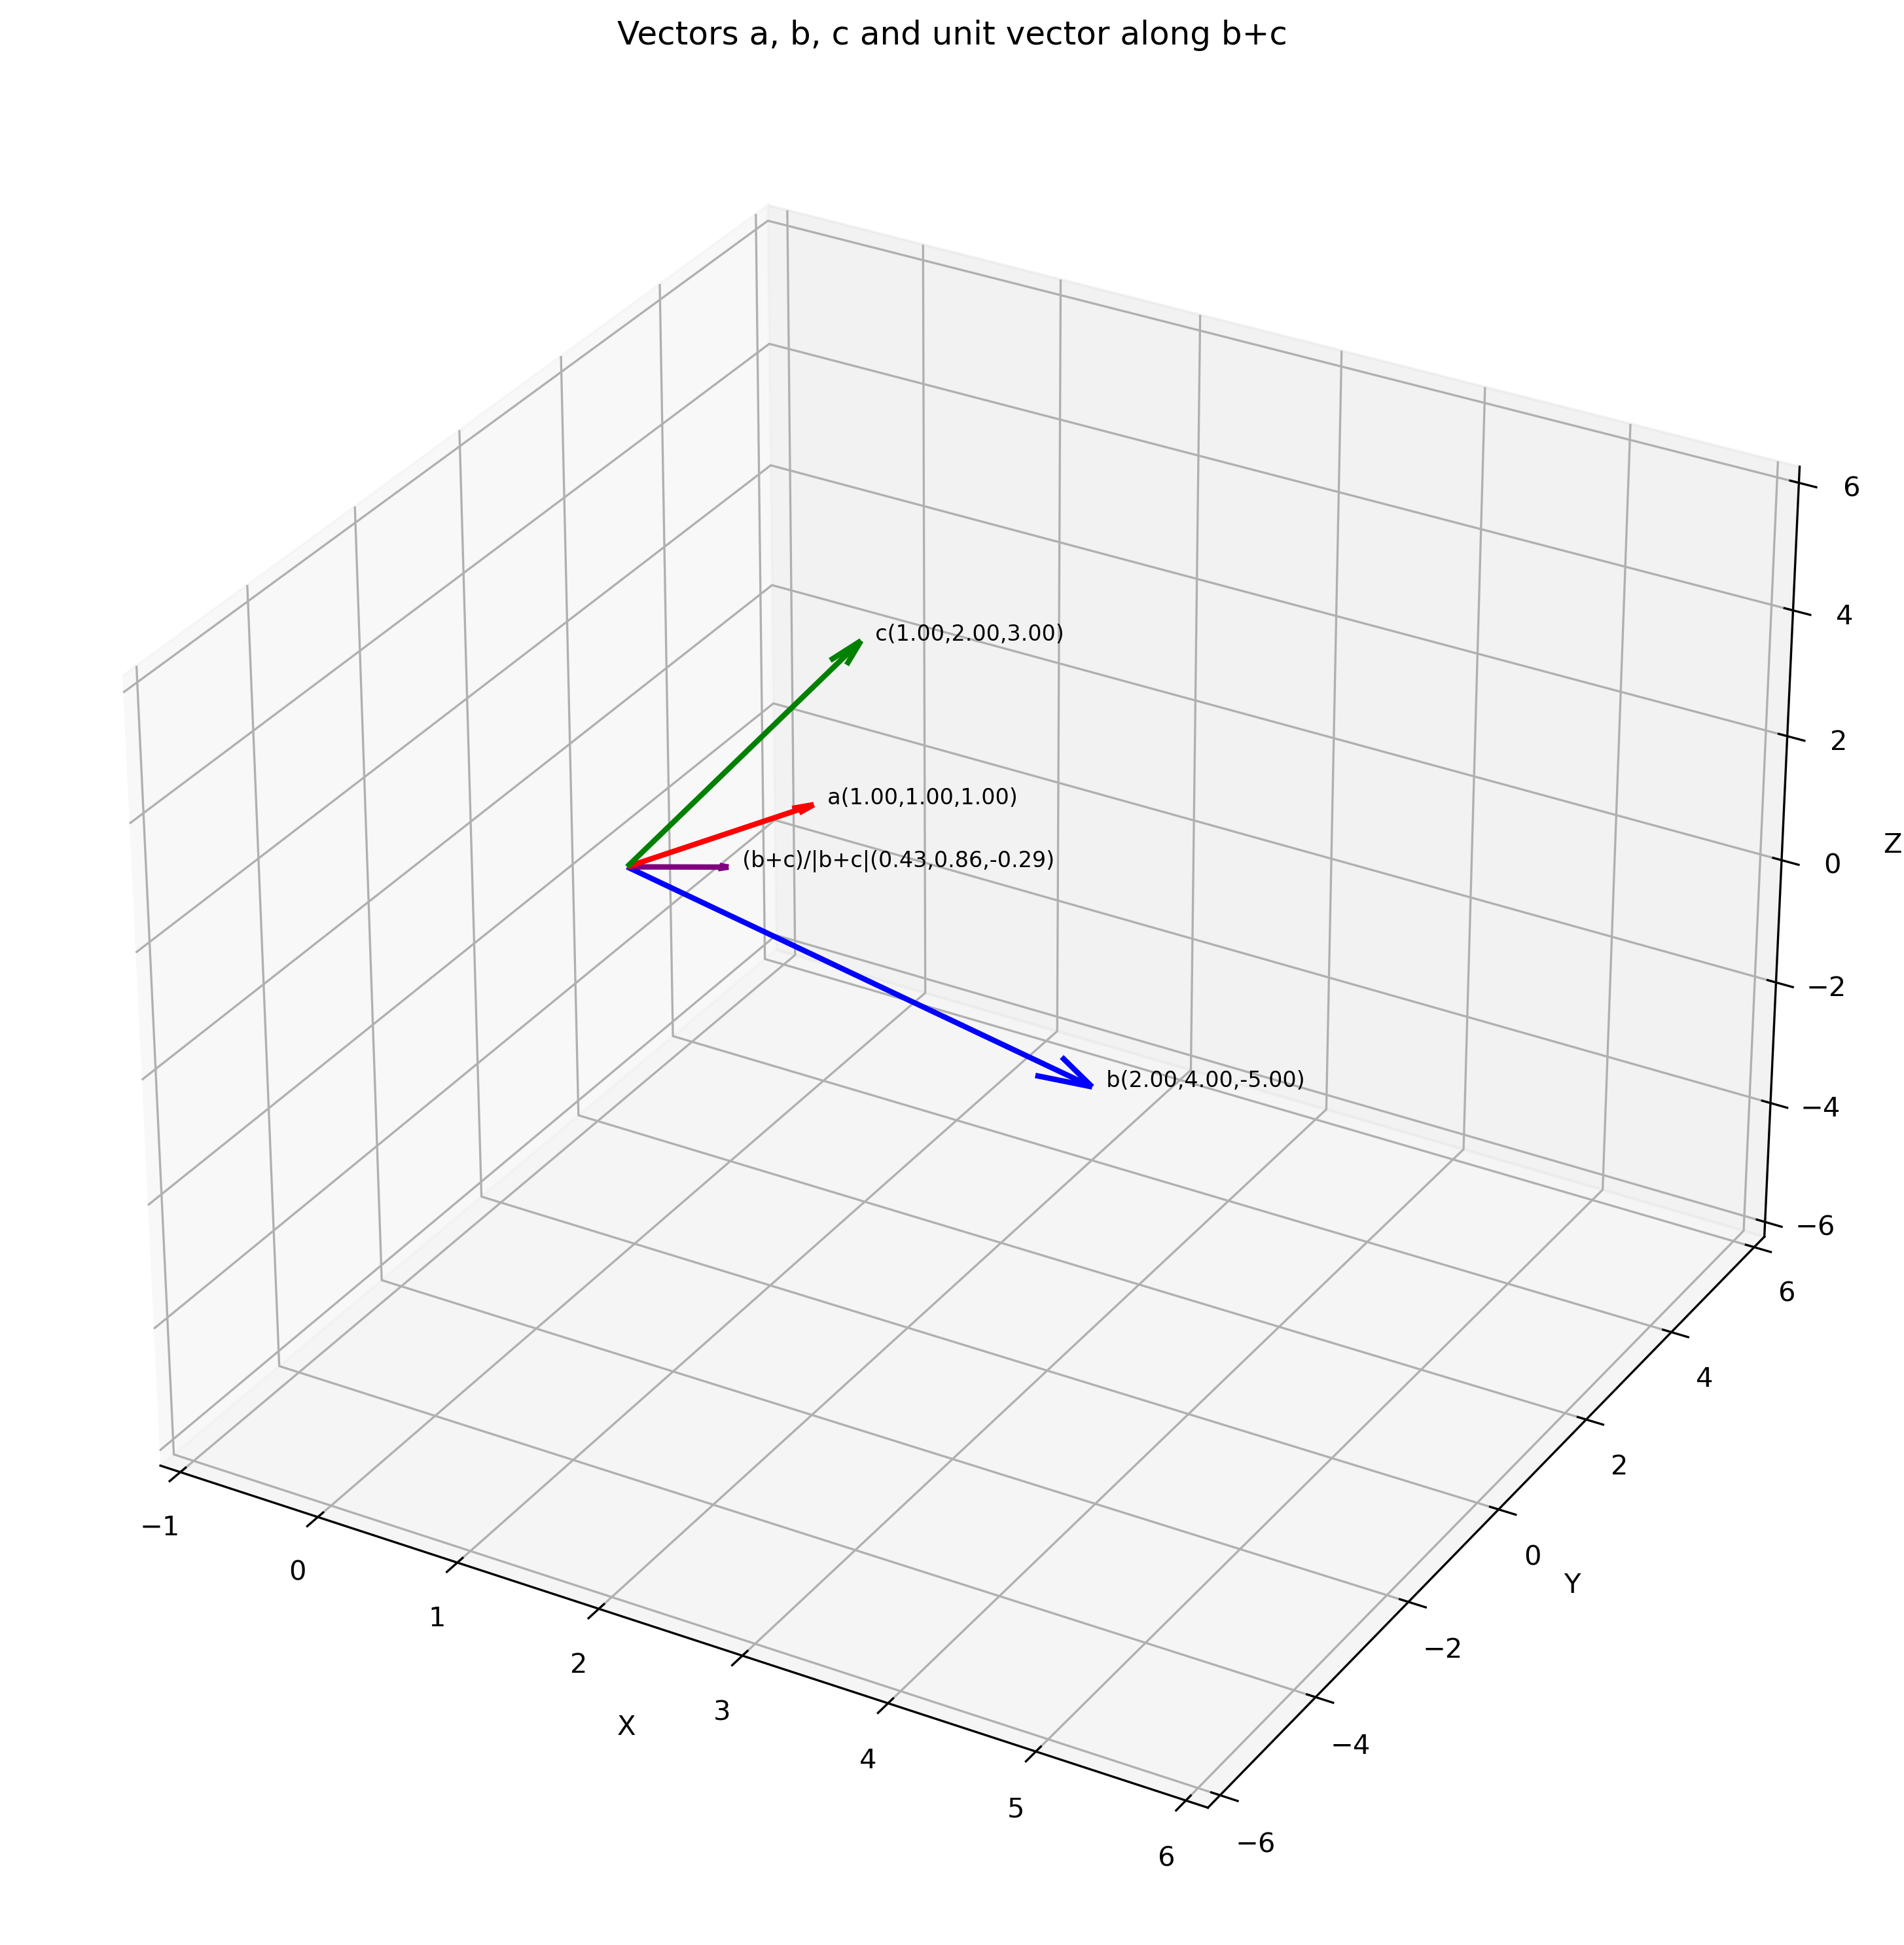 Vectors a, b, c and unit vector along b+c
c(1.00,2.00,3.00)
a(1.00,1.00,1.00)
(b+c)/|b+c|(0.43,0.86,-0.29)
b(2.00,4.00,-5.00)
6
4
2
0
−2
−4
−6
Z
6
4
2
0
−2
−4
−6
Y
−1
0
1
2
3
4
5
6
X